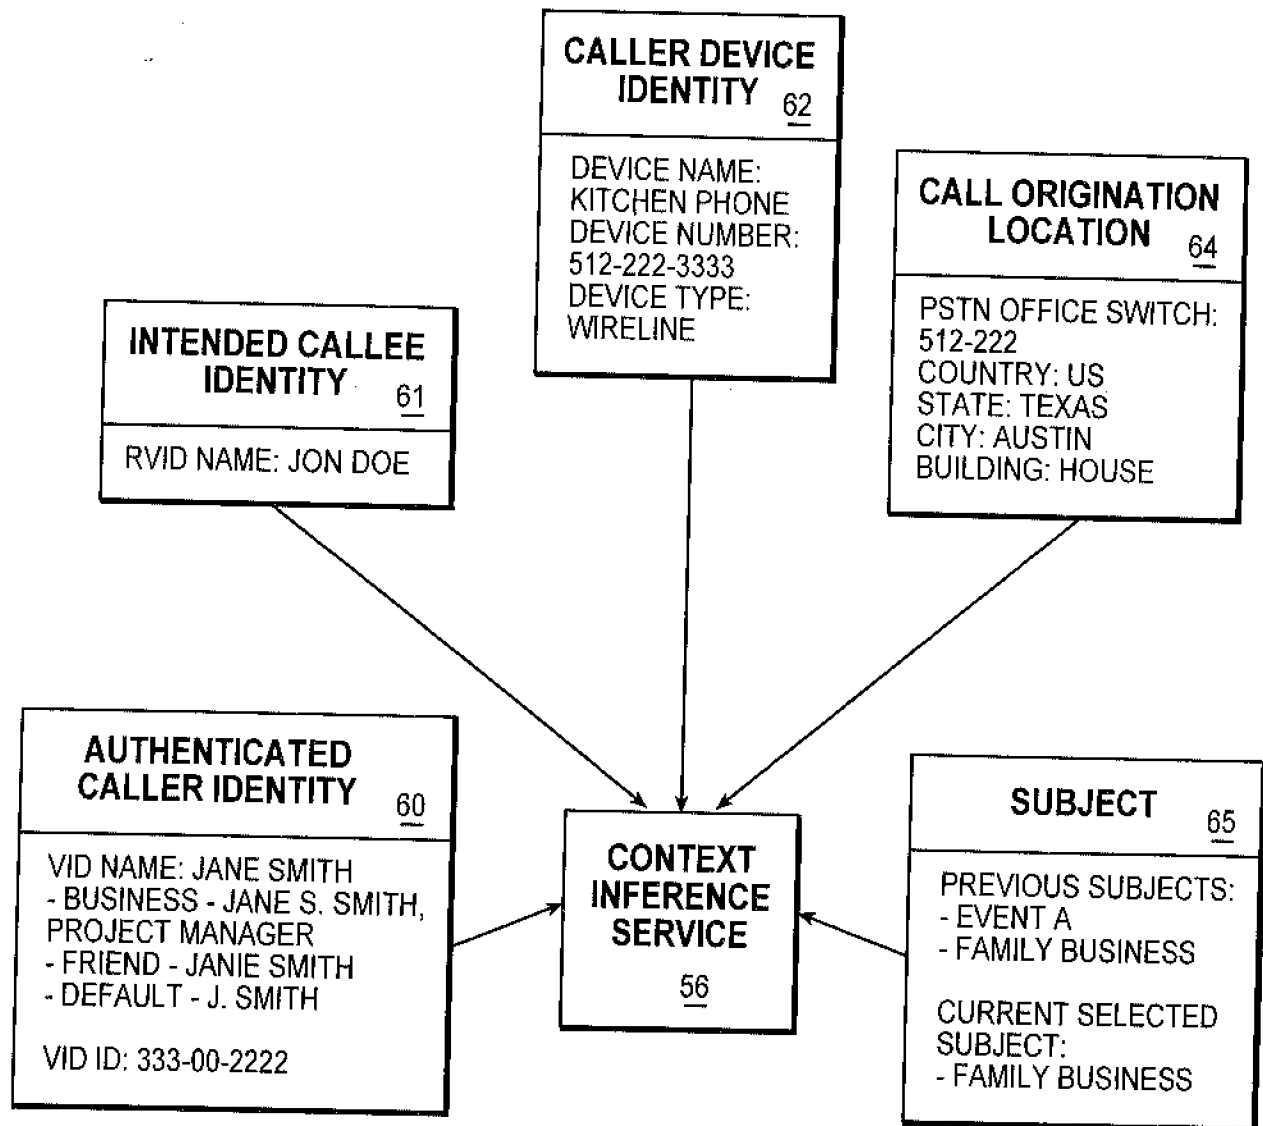 CALLER DEVICE
IDENTITY
62
DEVICE NAME:
KITCHEN PHONE
DEVICE NUMBER:
512-222-3333
DEVICE TYPE:
WIRELINE
CALL ORIGINATION
LOCATION
64
PSTN OFFICE SWITCH:
512-222
COUNTRY: US
STATE: TEXAS
CITY: AUSTIN
BUILDING: HOUSE
INTENDED CALLEE
IDENTITY
61
RVID NAME: JON DOE
AUTHENTICATED
CALLER IDENTITY
60
VID NAME: JANE SMITH
- BUSINESS - JANE S. SMITH,
PROJECT MANAGER
- FRIEND - JANIE SMITH
- DEFAULT - J. SMITH
VID ID: 333-00-2222
CONTEXT
INFERENCE
SERVICE
56
SUBJECT
65
PREVIOUS SUBJECTS:
- EVENT A
- FAMILY BUSINESS
CURRENT SELECTED
SUBJECT:
- FAMILY BUSINESS